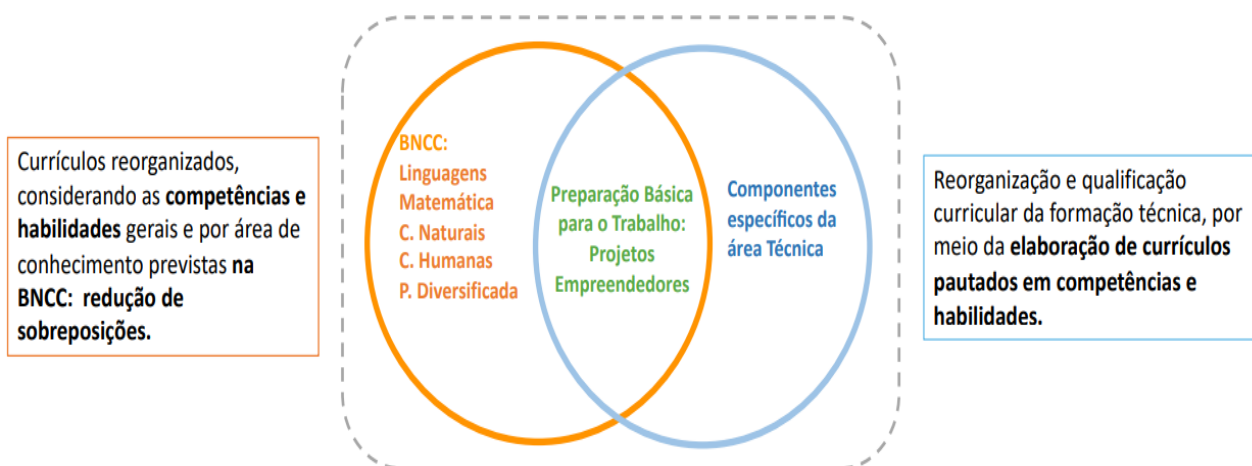 Currículos reorganizados,
considerando as competências e
habilidades gerais e por área de
conhecimento previstas na
BNCC: redução de
sobreposições.
BNCC:
Linguagens
Matemática
C. Naturais
C. Humanas
P. Diversificada
Preparação Básica
para o Trabalho:
Projetos
Empreendedores
Componentes
específicos da
área Técnica
Reorganização e qualificação
curricular da formação técnica, por
meio da elaboração de currículos
pautados em competências e
habilidades.